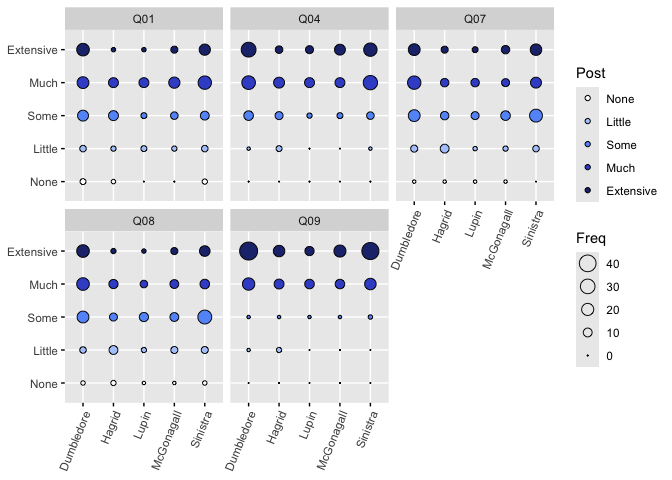 Q01 Q04 Q07
Extensive
Much
Some
Little
None
Dumbledore Hagrid Lupin McGonagall Sinistra
Q08 Q09
Extensive
Much
Some
Little
None
Dumbledore Hagrid Lupin McGonagall Sinistra Dumbledore Hagrid Lupin McGonagall Sinistra
Post
None
Little
Some
Much
Extensive
Freq
40
30
20
10
0